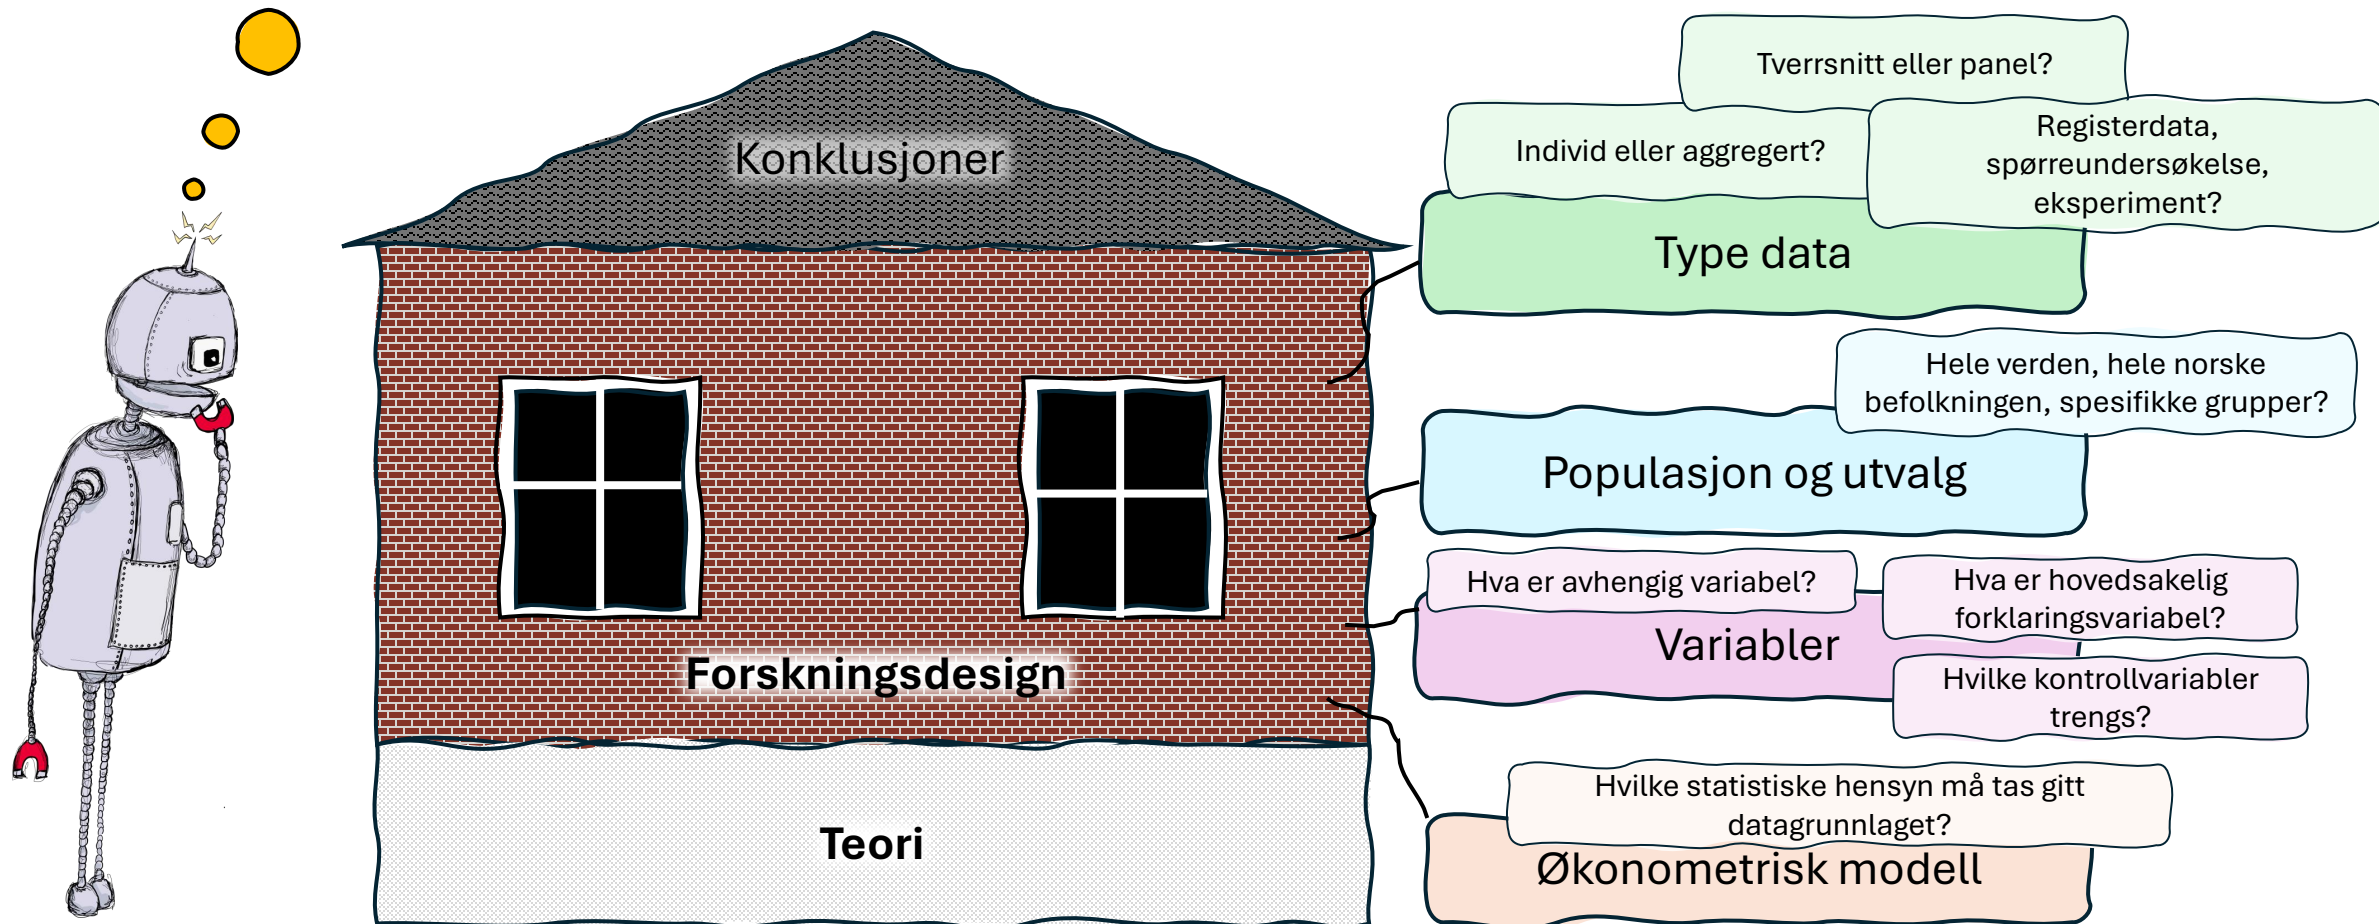 Konklusjoner
Forskningsdesign
Teori
Tverrsnitt eller panel?
Individ eller aggregert?
Registerdata,
spørreundersøkelse,
eksperiment?
Type data
Hele verden, hele norske
befolkningen, spesifikke grupper?
Populasjon og utvalg
Hva er avhengig variabel?
Hva er hovedsakelig
forklaringsvariabel?
Variabler
Hvilke kontrollvariabler
trengs?
Hvilke statistiske hensyn må tas gitt
datagrunnlaget?
Økonometrisk modell